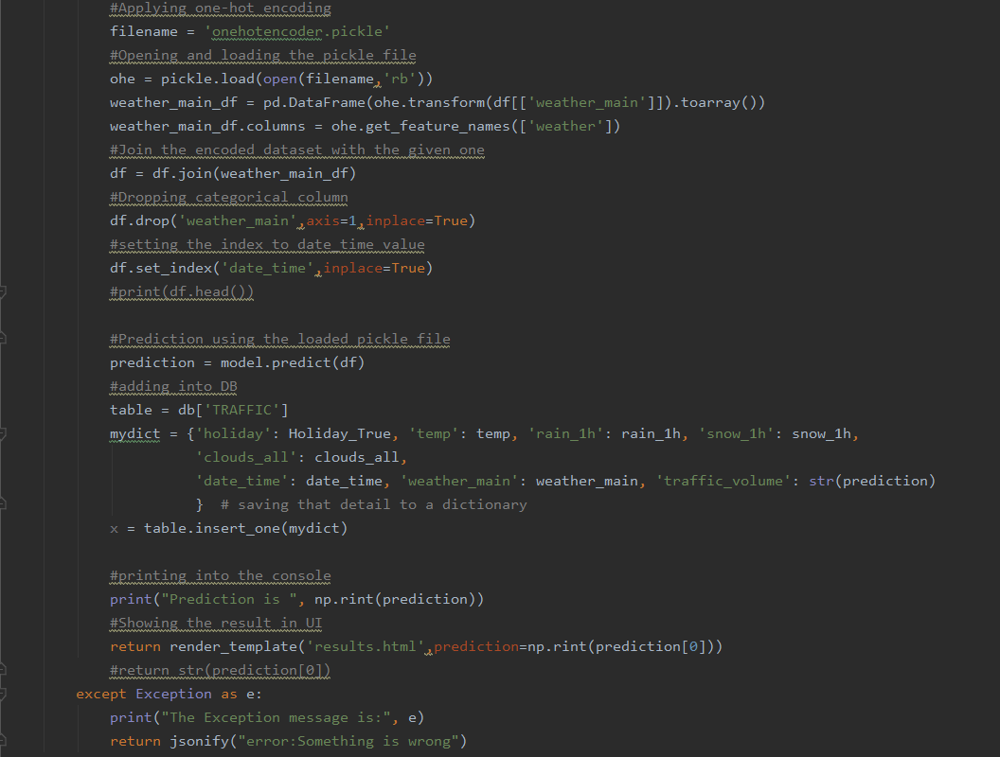 #Applying one-hot encoding
filename = 'onehotencoder.pickle'
#Opening and loading the pickle file
ohe = pickle.load(open(filename,'rb'))
weather_main_df = pd.DataFrame(ohe.transform(df[['weather_main']]).toarray())
weather_main_df.columns = ohe.get_feature_names(['weather'])
#Join the encoded dataset with the given one
df = df.join(weather_main_df)
#Dropping categorical column
df.drop('weather_main',axis=1,inplace=True)
#setting the index to date_time value
df.set_index('date_time',inplace=True)
#print(df.head())
#Prediction using the loaded pickle file
prediction = model.predict(df)
#adding into DB
table = db['TRAFFIC']
mydict = {'holiday': Holiday_True, 'temp': temp, 'rain_1h': rain_1h, 'snow_1h': snow_1h,
'clouds_all': clouds_all,
'date_time': date_time, 'weather_main': weather_main, 'traffic_volume': str(prediction)
}  # saving that detail to a dictionary
x = table.insert_one(mydict)
#printing into the console
print("Prediction is ", np.rint(prediction))
#Showing the result in UI
return render_template('results.html',prediction=np.rint(prediction[0]))
#return str(prediction[0])
except Exception as e:
print("The Exception message is:", e)
return jsonify("error:Something is wrong")